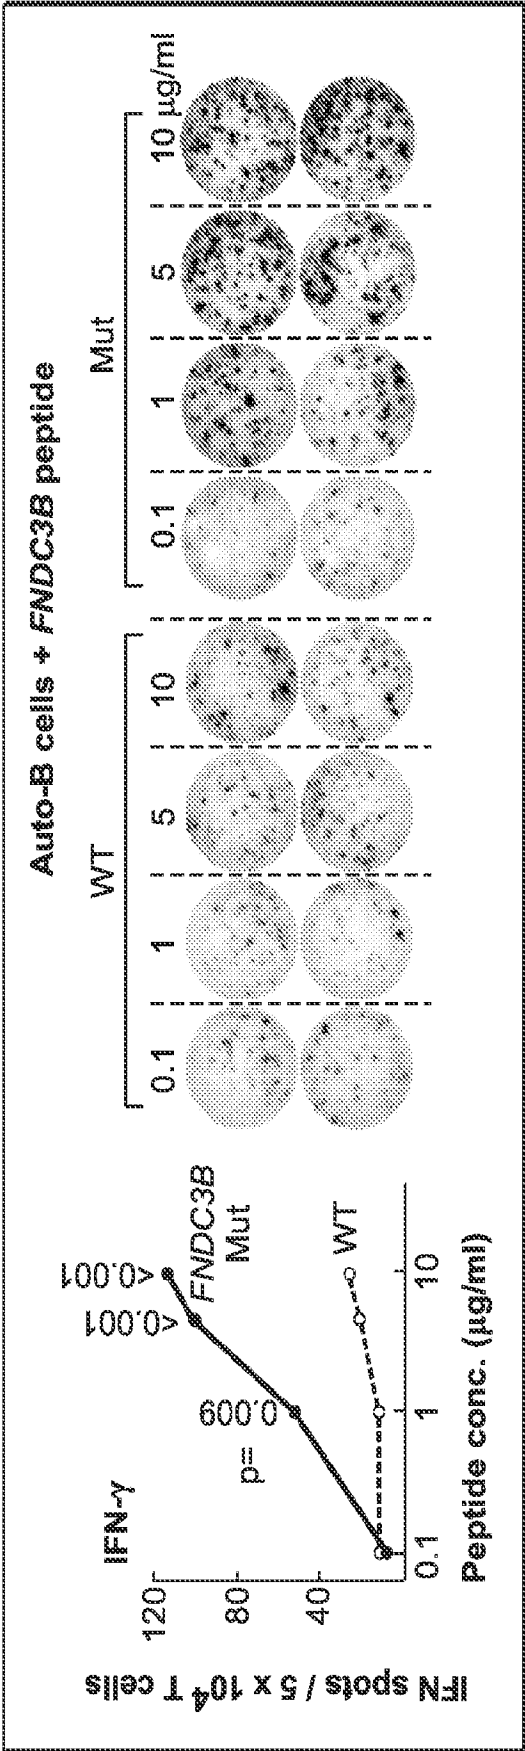 Auto-B cells + FNDC3B peptide
WT
Mut
0.1 1 5 10 0.1 1 5 10 µg/ml
IFN-γ
IFN spots / 5 x 10⁴ T cells
120
80
40
p=
0.009
<0.001
<0.001
FNDC3B
Mut
WT
0.1 1 10
Peptide conc. (µg/ml)